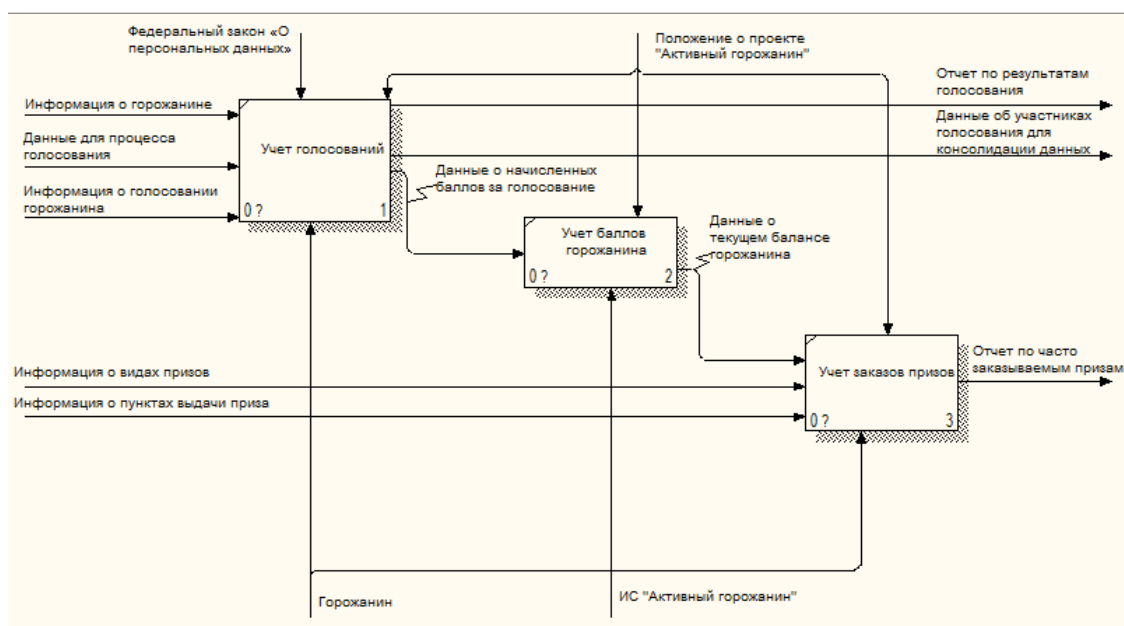 Федеральный закон «О
персональных данных»
Положение о проекте
"Активный горожанин"
Отчет по результатам
голосования
Информация о горожанине
Данные для процесса
голосования
Информация о голосовании
горожанина
Учет голосований
0 ?
1
Данные об участниках
голосования для
консолидации данных
Данные о начисленных
баллов за голосование
Учет баллов
горожанина
0 ?
2
Данные о
текущем балансе
горожанина
Информация о видах призов
Информация о пунктах выдачи приза
Учет заказов призов
0 ?
3
Отчет по часто
заказываемым призам
Горожанин
ИС "Активный горожанин"